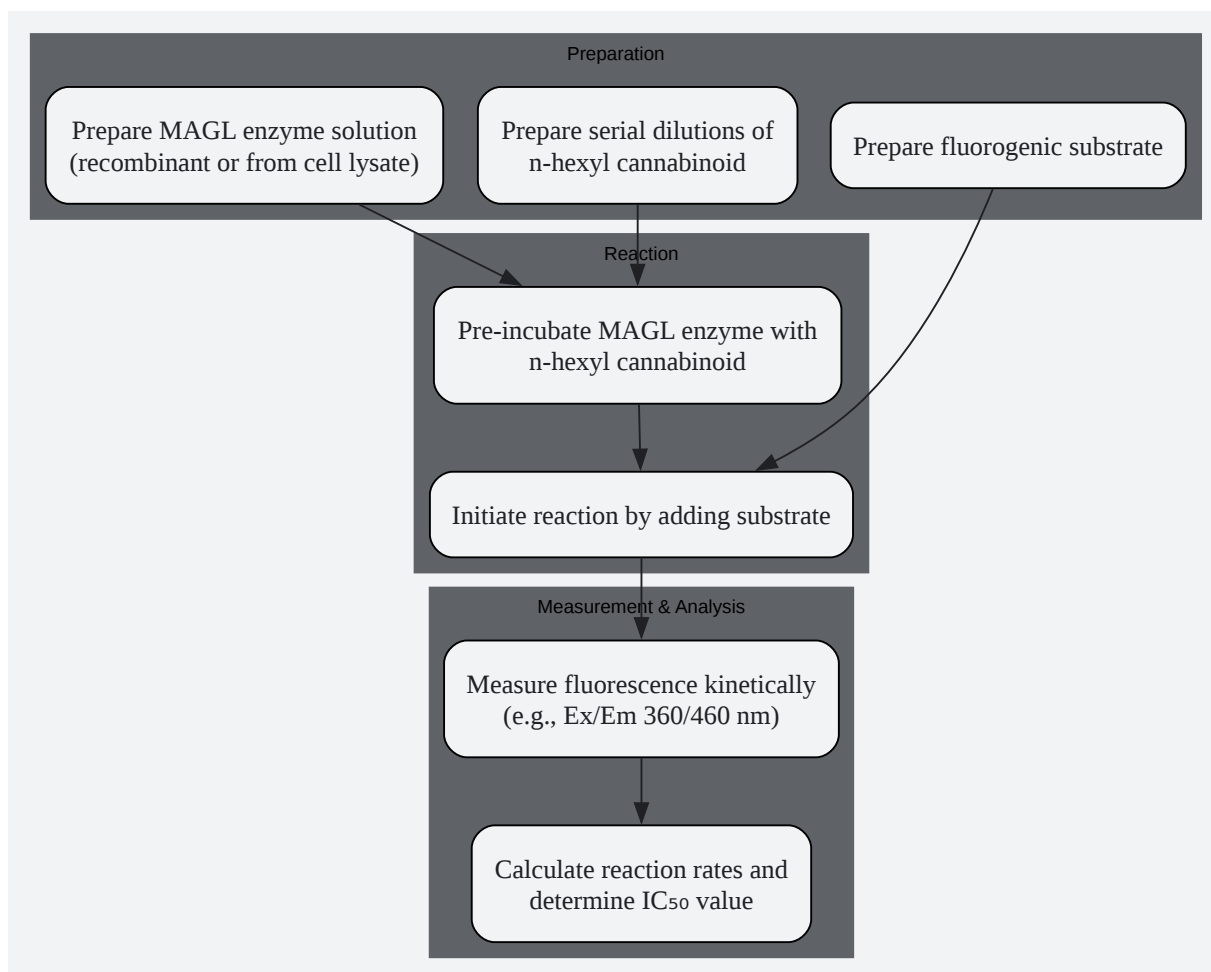 Preparation
Prepare MAGL enzyme solution
(recombinant or from cell lysate)
Prepare serial dilutions of
n-hexyl cannabinoid
Prepare fluorogenic substrate
Reaction
Pre-incubate MAGL enzyme with
n-hexyl cannabinoid
Initiate reaction by adding substrate
Measurement & Analysis
Measure fluorescence kinetically
(e.g., Ex/Em 360/460 nm)
Calculate reaction rates and
determine IC₅₀ value